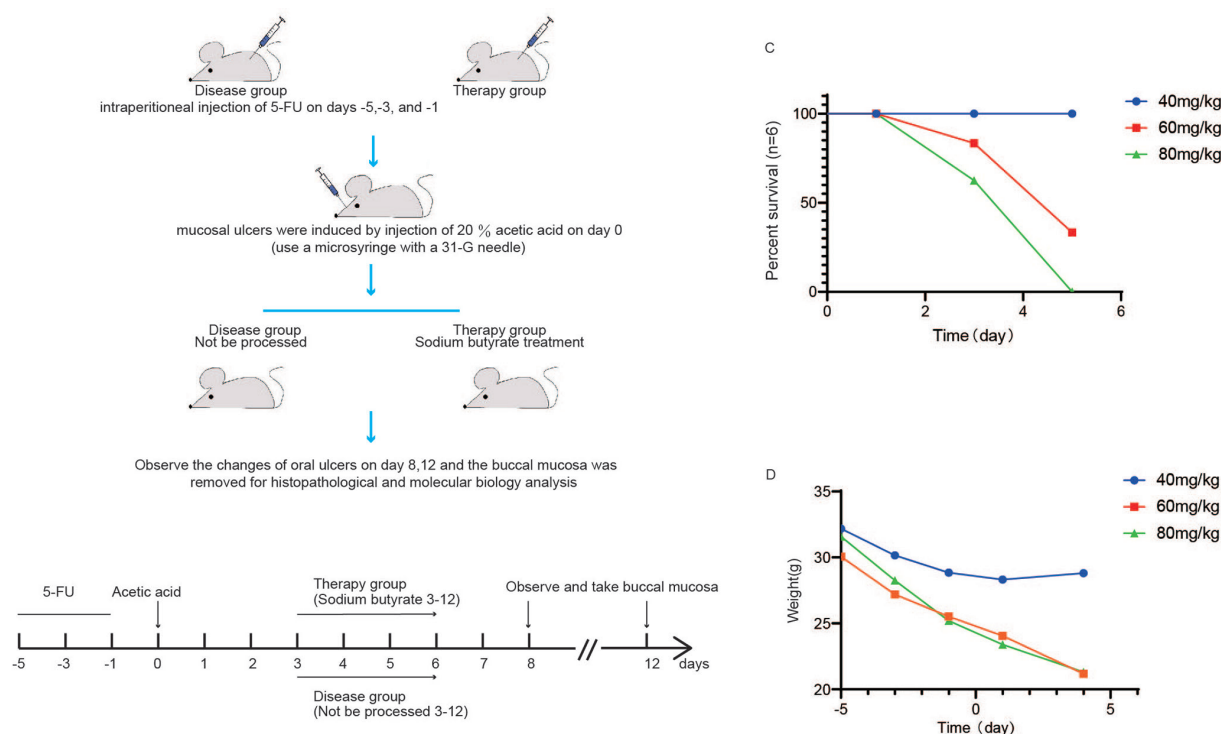 Disease group
Therapy group
intraperitioneal injection of 5-FU on days -5,-3, and -1
mucosal ulcers were induced by injection of 20 % acetic acid on day 0
(use a microsyringe with a 31-G needle)
Disease group
Not be processed
Therapy group
Sodium butyrate treatment
Observe the changes of oral ulcers on day 8,12 and the buccal mucosa was
removed for histopathological and molecular biology analysis
5-FU
Acetic acid
Therapy group
(Sodium butyrate 3-12)
Observe and take buccal mucosa
-5 -3 -1 0 1 2 3 4 5 6 7 8 12 days
Disease group
(Not be processed 3-12)
C
40mg/kg
60mg/kg
80mg/kg
Percent survival (n=6)
100
50
0
0 2 4 6
Time (day)
D
40mg/kg
60mg/kg
80mg/kg
Weight(g)
35
30
25
20
-5 0 5
Time (day)